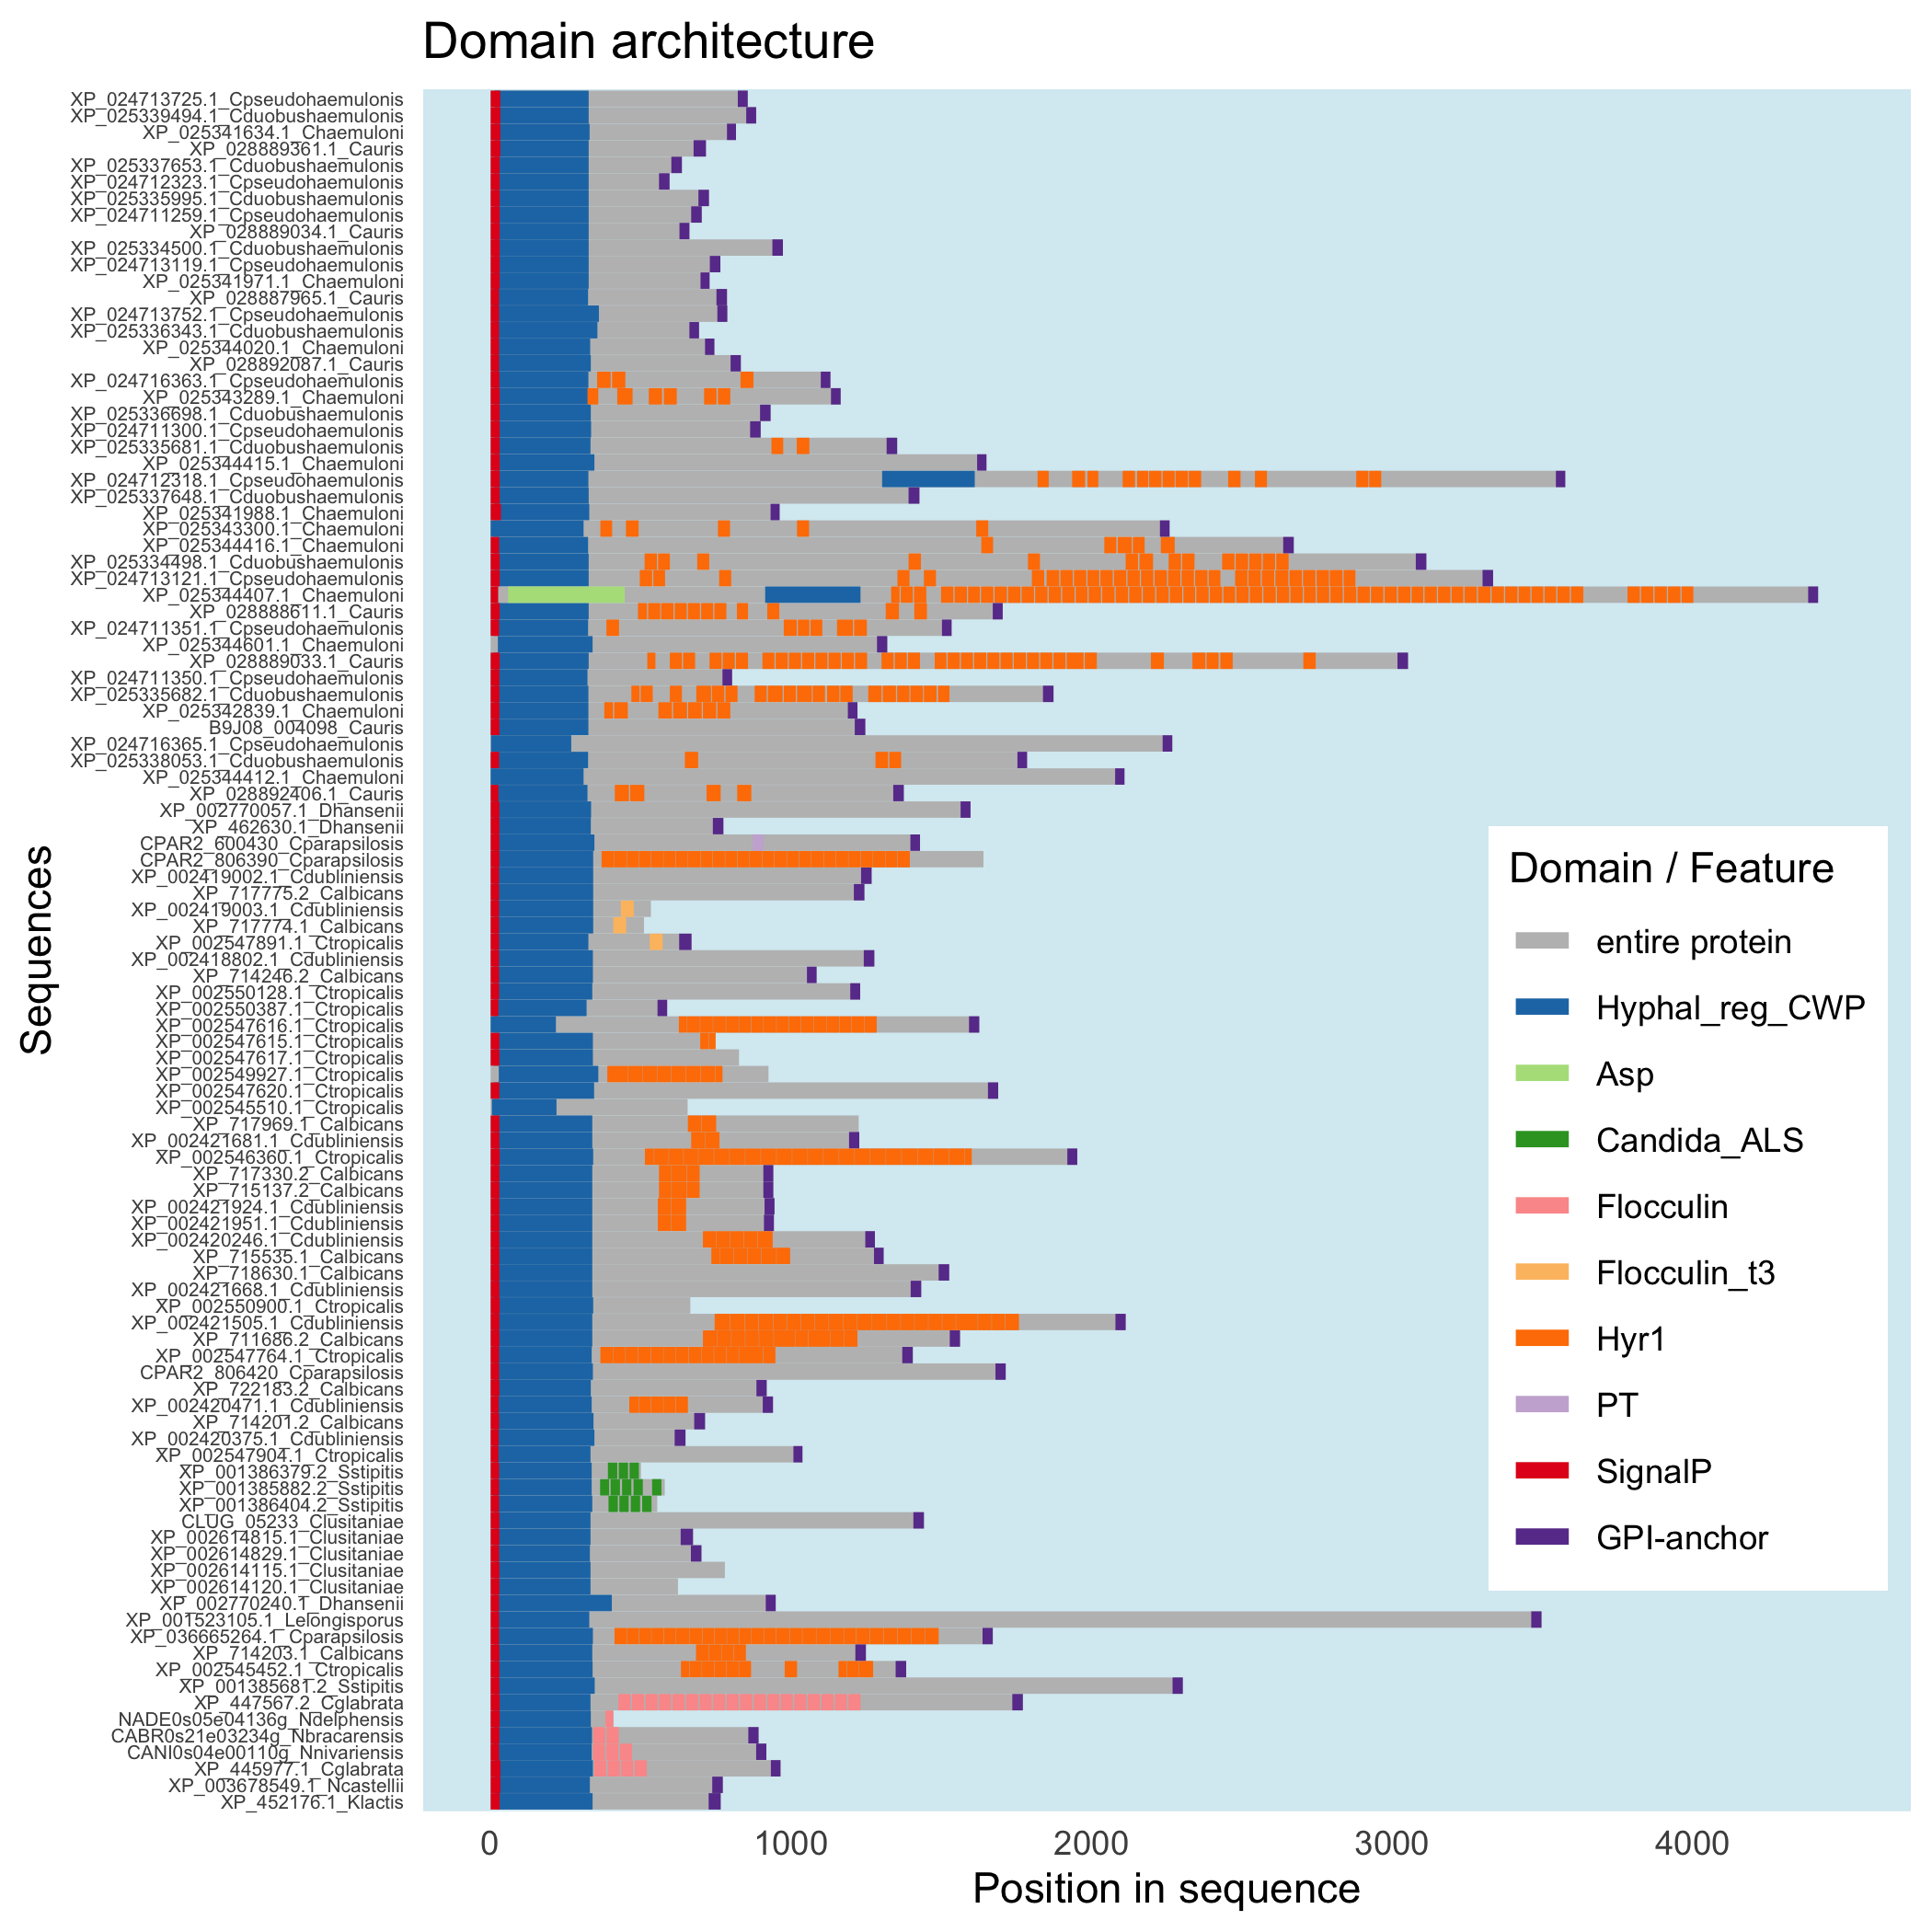 Domain architecture
XP_024713725.1_Cpseudohaemulonis
XP_025339494.1_Cduobushaemulonis
XP_025341634.1_Chaemuloni
XP_028889361.1_Cauris
XP_025337653.1_Cduobushaemulonis
XP_024712323.1_Cpseudohaemulonis
XP_025335995.1_Cduobushaemulonis
XP_024711259.1_Cpseudohaemulonis
XP_028889034.1_Cauris
XP_025334500.1_Cduobushaemulonis
XP_024713119.1_Cpseudohaemulonis
XP_025341971.1_Chaemuloni
XP_028887965.1_Cauris
XP_024713752.1_Cpseudohaemulonis
XP_025336343.1_Cduobushaemulonis
XP_025344020.1_Chaemuloni
XP_028892087.1_Cauris
XP_024716363.1_Cpseudohaemulonis
XP_025343289.1_Chaemuloni
XP_025336698.1_Cduobushaemulonis
XP_024711300.1_Cpseudohaemulonis
XP_025335681.1_Cduobushaemulonis
XP_025344415.1_Chaemuloni
XP_024712318.1_Cpseudohaemulonis
XP_025337648.1_Cduobushaemulonis
XP_025341988.1_Chaemuloni
XP_025343300.1_Chaemuloni
XP_025344416.1_Chaemuloni
XP_025334498.1_Cduobushaemulonis
XP_024713121.1_Cpseudohaemulonis
XP_025344407.1_Chaemuloni
XP_028888611.1_Cauris
XP_024711351.1_Cpseudohaemulonis
XP_025344601.1_Chaemuloni
XP_028889033.1_Cauris
XP_024711350.1_Cpseudohaemulonis
XP_025335682.1_Cduobushaemulonis
XP_025342839.1_Chaemuloni
B9J08_004098_Cauris
XP_024716365.1_Cpseudohaemulonis
XP_025338053.1_Cduobushaemulonis
XP_025344412.1_Chaemuloni
XP_028892406.1_Cauris
XP_002770057.1_Dhansenii
XP_462630.1_Dhansenii
CPAR2_600430_Cparapsilosis
CPAR2_806390_Cparapsilosis
XP_002419002.1_Cdubliniensis
XP_717775.2_Calbicans
XP_002419003.1_Cdubliniensis
XP_717774.1_Calbicans
XP_002547891.1_Ctropicalis
XP_002418802.1_Cdubliniensis
XP_714246.2_Calbicans
XP_002550128.1_Ctropicalis
XP_002550387.1_Ctropicalis
XP_002547616.1_Ctropicalis
XP_002547615.1_Ctropicalis
XP_002547617.1_Ctropicalis
XP_002549927.1_Ctropicalis
XP_002547620.1_Ctropicalis
XP_002545510.1_Ctropicalis
XP_717969.1_Calbicans
XP_002421681.1_Cdubliniensis
XP_002546360.1_Ctropicalis
XP_717330.2_Calbicans
XP_715137.2_Calbicans
XP_002421924.1_Cdubliniensis
XP_002421951.1_Cdubliniensis
XP_002420246.1_Cdubliniensis
XP_715535.1_Calbicans
XP_718630.1_Calbicans
XP_002421668.1_Cdubliniensis
XP_002550900.1_Ctropicalis
XP_002421505.1_Cdubliniensis
XP_711686.2_Calbicans
XP_002547764.1_Ctropicalis
CPAR2_806420_Cparapsilosis
XP_722183.2_Calbicans
XP_002420471.1_Cdubliniensis
XP_714201.2_Calbicans
XP_002420375.1_Cdubliniensis
XP_002547904.1_Ctropicalis
XP_001386379.2_Sstipitis
XP_001385882.2_Sstipitis
XP_001386404.2_Sstipitis
CLUG_05233_Clusitaniae
XP_002614815.1_Clusitaniae
XP_002614829.1_Clusitaniae
XP_002614115.1_Clusitaniae
XP_002614120.1_Clusitaniae
XP_002770240.1_Dhansenii
XP_001523105.1_Lelongisporus
XP_036665264.1_Cparapsilosis
XP_714203.1_Calbicans
XP_002545452.1_Ctropicalis
XP_001385681.2_Sstipitis
XP_447567.2_Cglabrata
NADE0s05e04136g_Ndelphensis
CABR0s21e03234g_Nbracarensis
CANI0s04e00110g_Nnivariensis
XP_445977.1_Cglabrata
XP_003678549.1_Ncastellii
XP_452176.1_Klactis
Sequences
Domain / Feature
entire protein
Hyphal_reg_CWP
Asp
Candida_ALS
Flocculin
Flocculin_t3
Hyr1
PT
SignalP
GPI-anchor
0 1000 2000 3000 4000
Position in sequence